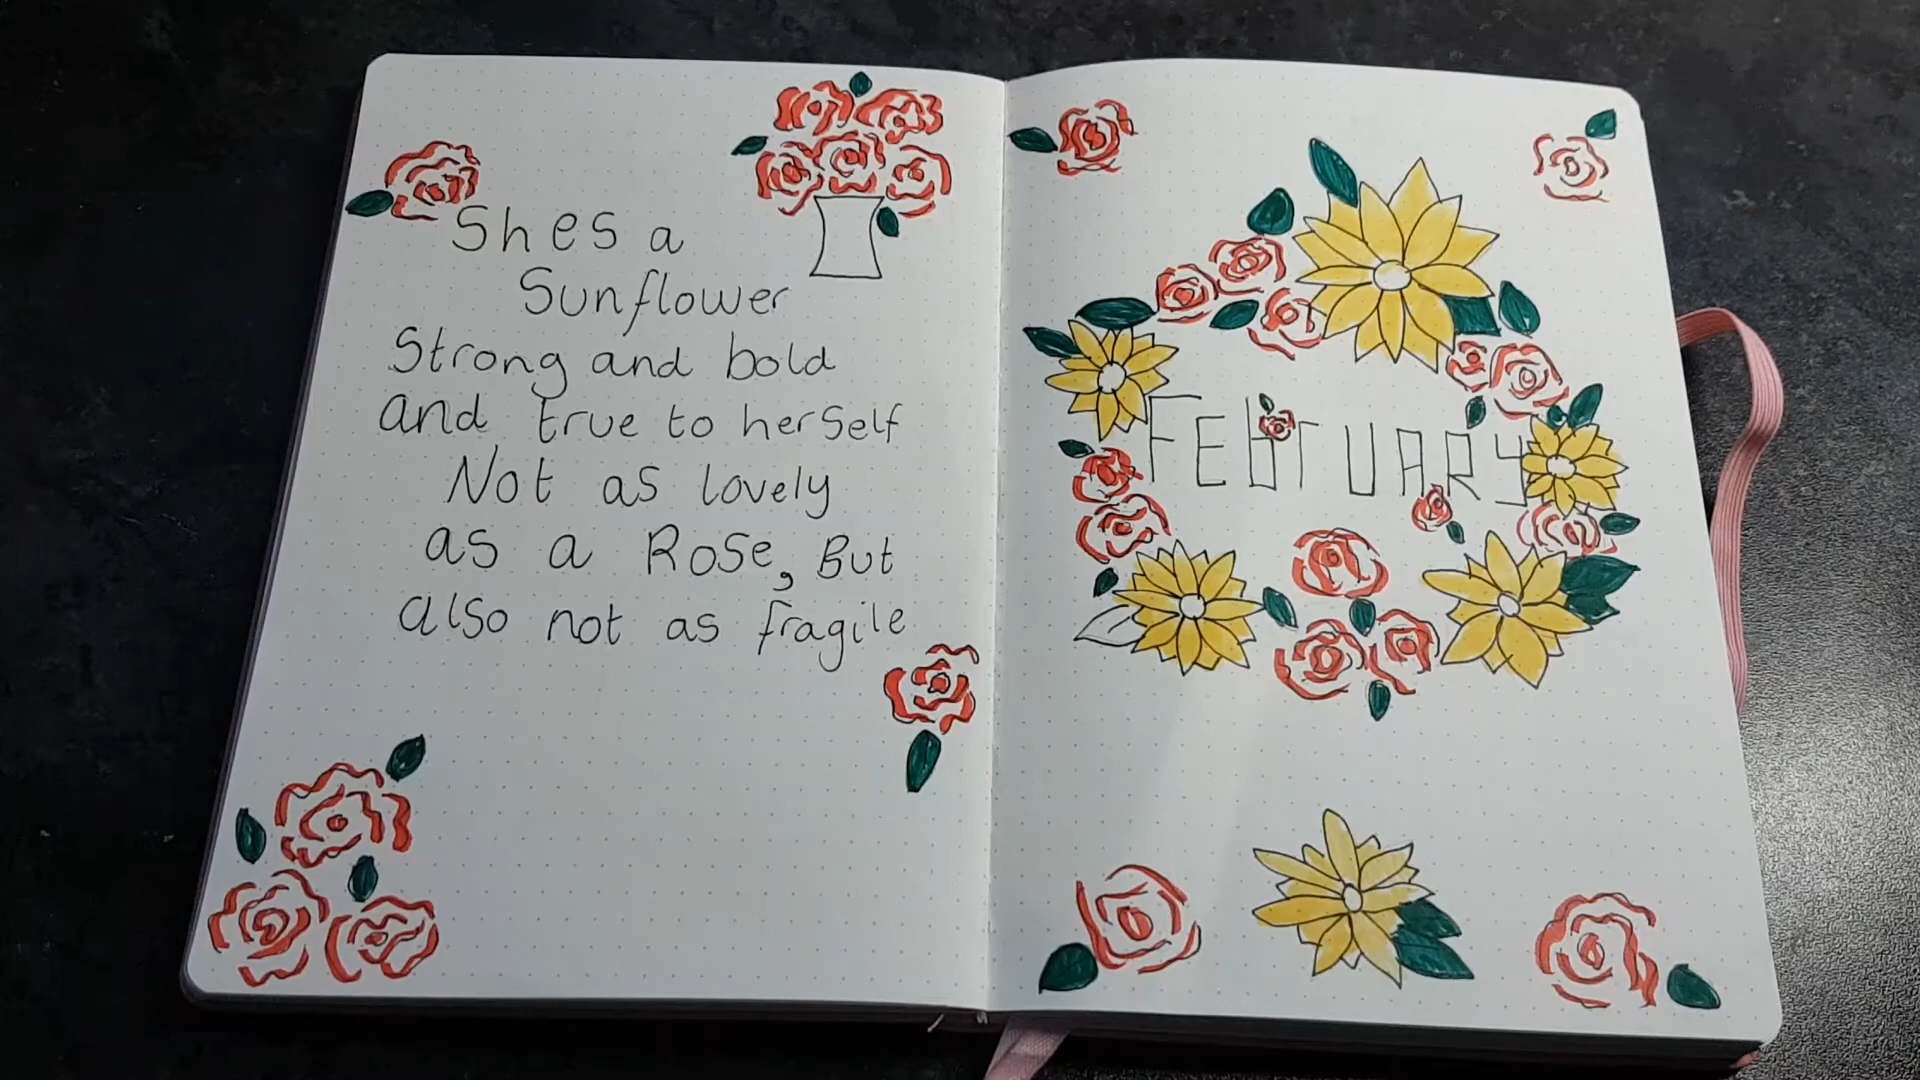 Shes a
Sunflower
Strong and bold
and true to herself
Not as lovely
as a Rose, But
also not as fragile
FEbrUARY